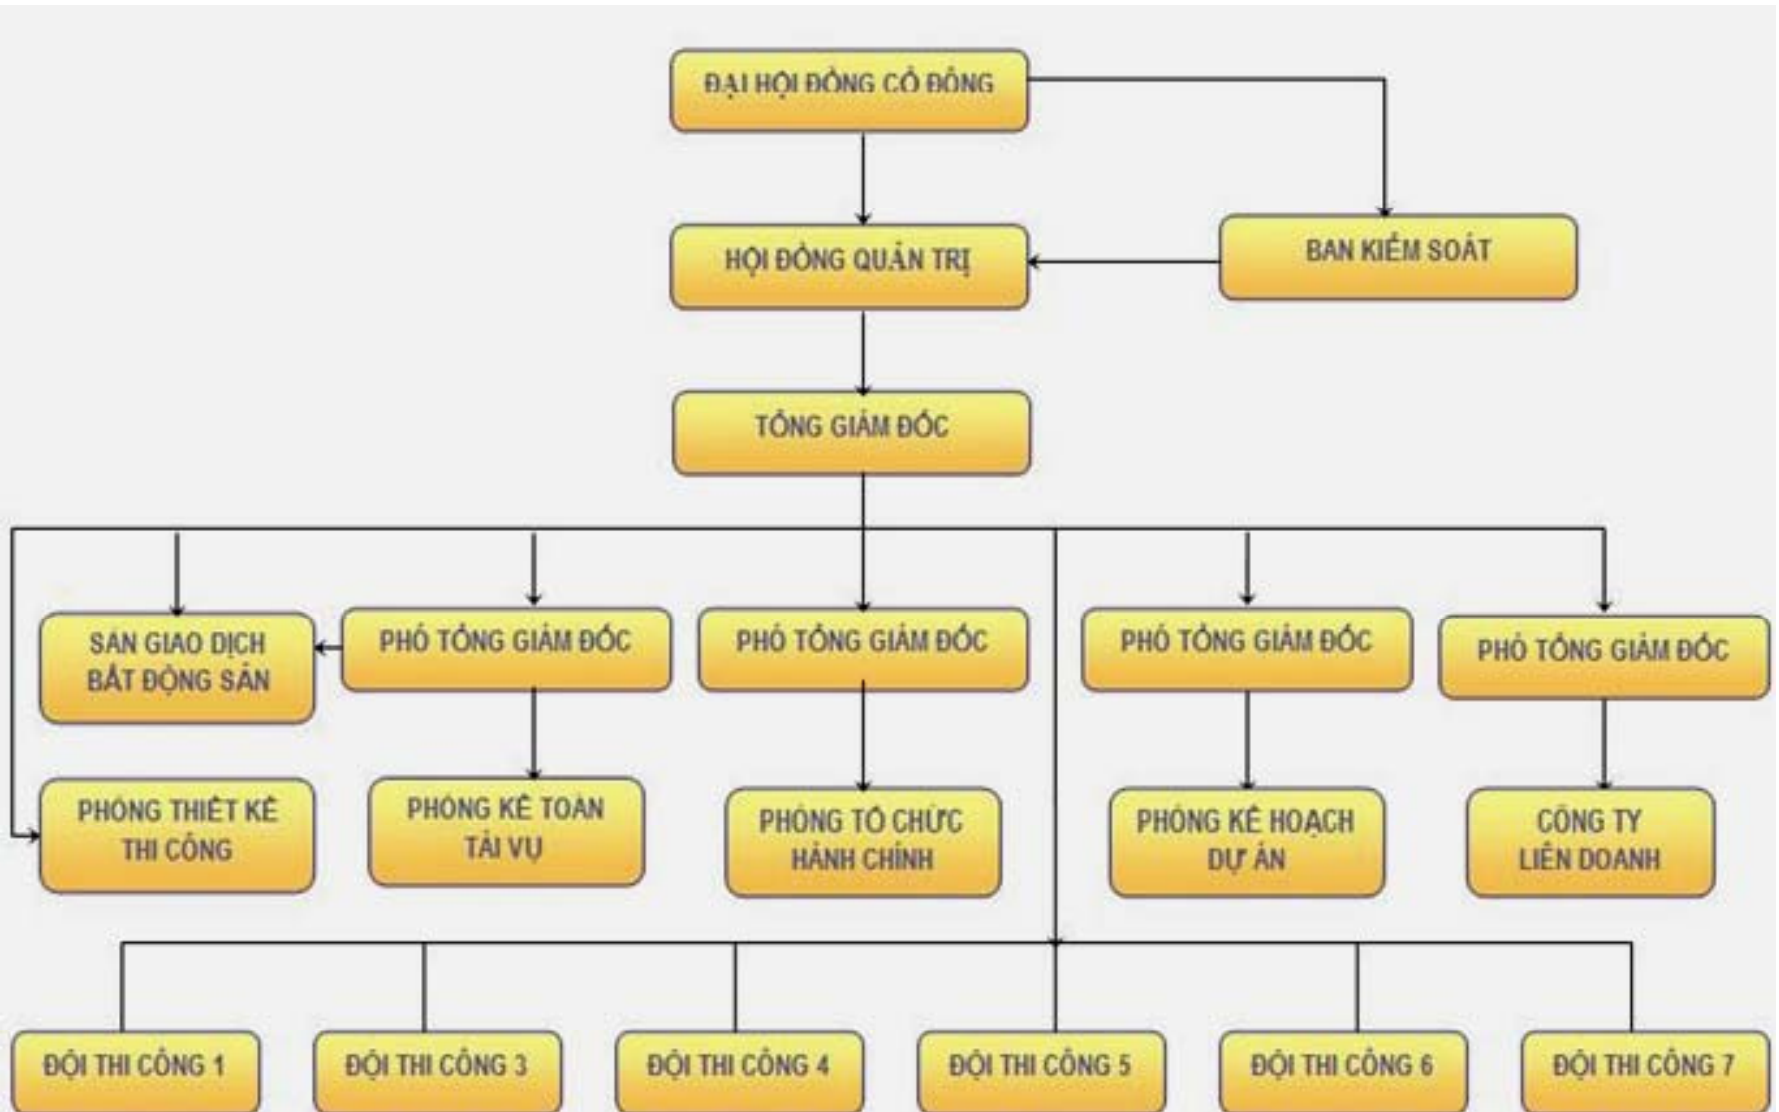 ĐẠI HỘI ĐỒNG CỔ ĐÔNG
HỘI ĐỒNG QUẢN TRỊ
BAN KIỂM SOÁT
TỔNG GIÁM ĐỐC
SÀN GIAO DỊCH
BẤT ĐỘNG SẢN
PHÓ TỔNG GIÁM ĐỐC
PHÓ TỔNG GIÁM ĐỐC
PHÓ TỔNG GIÁM ĐỐC
PHÓ TỔNG GIÁM ĐỐC
PHÒNG THIẾT KẾ
THI CÔNG
PHÒNG KẾ TOÁN
TÀI VỤ
PHÒNG TỔ CHỨC
HÀNH CHÍNH
PHÒNG KẾ HOẠCH
DỰ ÁN
CÔNG TY
LIÊN DOANH
ĐỘI THI CÔNG 1
ĐỘI THI CÔNG 3
ĐỘI THI CÔNG 4
ĐỘI THI CÔNG 5
ĐỘI THI CÔNG 6
ĐỘI THI CÔNG 7